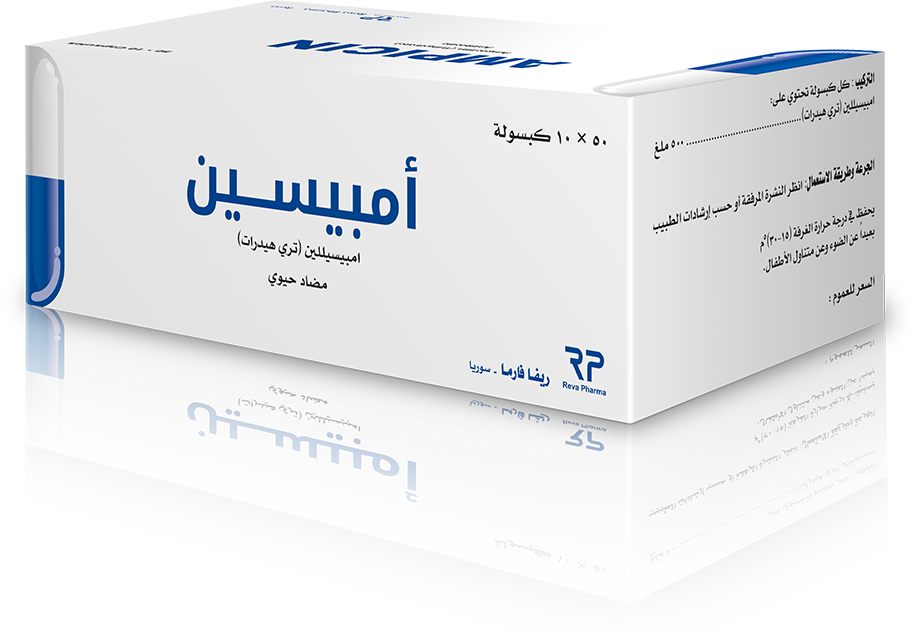 AMPICIN
٥٠ × ١٠ كبسولة
أمبيسين
امبيسيللين (تري هيدرات)
مضاد حيوي
ريفا فارما - سوريا
RP
Reva Pharma
التركيب: كل كبسولة تحتوي على:
امبيسيللين (تري هيدرات)........................................ ٥٠٠ ملغ
الجرعة وطريقة الاستعمال: انظر النشرة المرفقة أو حسب إرشادات الطبيب
يحفظ في درجة حرارة الغرفة (١٥-٣٠)°م
بعيداً عن الضوء وعن متناول الأطفال.
السعر للعموم :